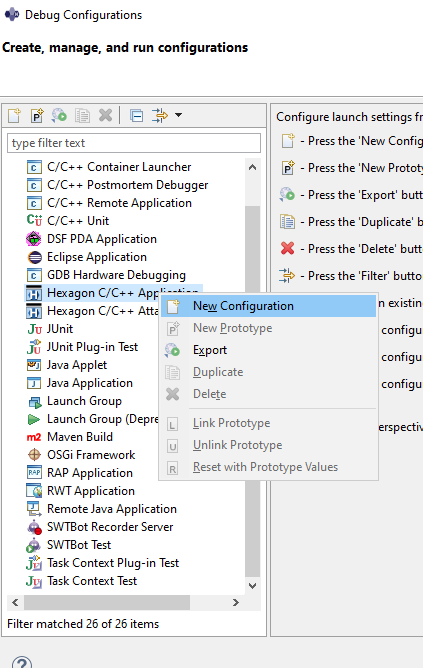 Debug Configurations
Create, manage, and run configurations
type filter text
C/C++ Container Launcher
C/C++ Postmortem Debugger
C/C++ Remote Application
C/C++ Unit
DSF PDA Application
Eclipse Application
GDB Hardware Debugging
Hexagon C/C++ Application
Hexagon C/C++ Atta
JUnit
JUnit Plug-in Test
Java Applet
Java Application
Launch Group
Launch Group (Depre
Maven Build
OSGi Framework
RAP Application
RWT Application
Remote Java Application
SWTBot Recorder Server
SWTBot Test
Task Context Plug-in Test
Task Context Test
Filter matched 26 of 26 items
New Configuration
New Prototype
Export
Duplicate
Delete
Link Prototype
Unlink Prototype
Reset with Prototype Values
Configure launch settings fr
- Press the 'New Config
- Press the 'New Prototy
- Press the 'Export' butt
- Press the 'Duplicate' b
- Press the 'Delete' butt
- Press the 'Filter' butto
n existing
configur
configur
configur
erspectiv